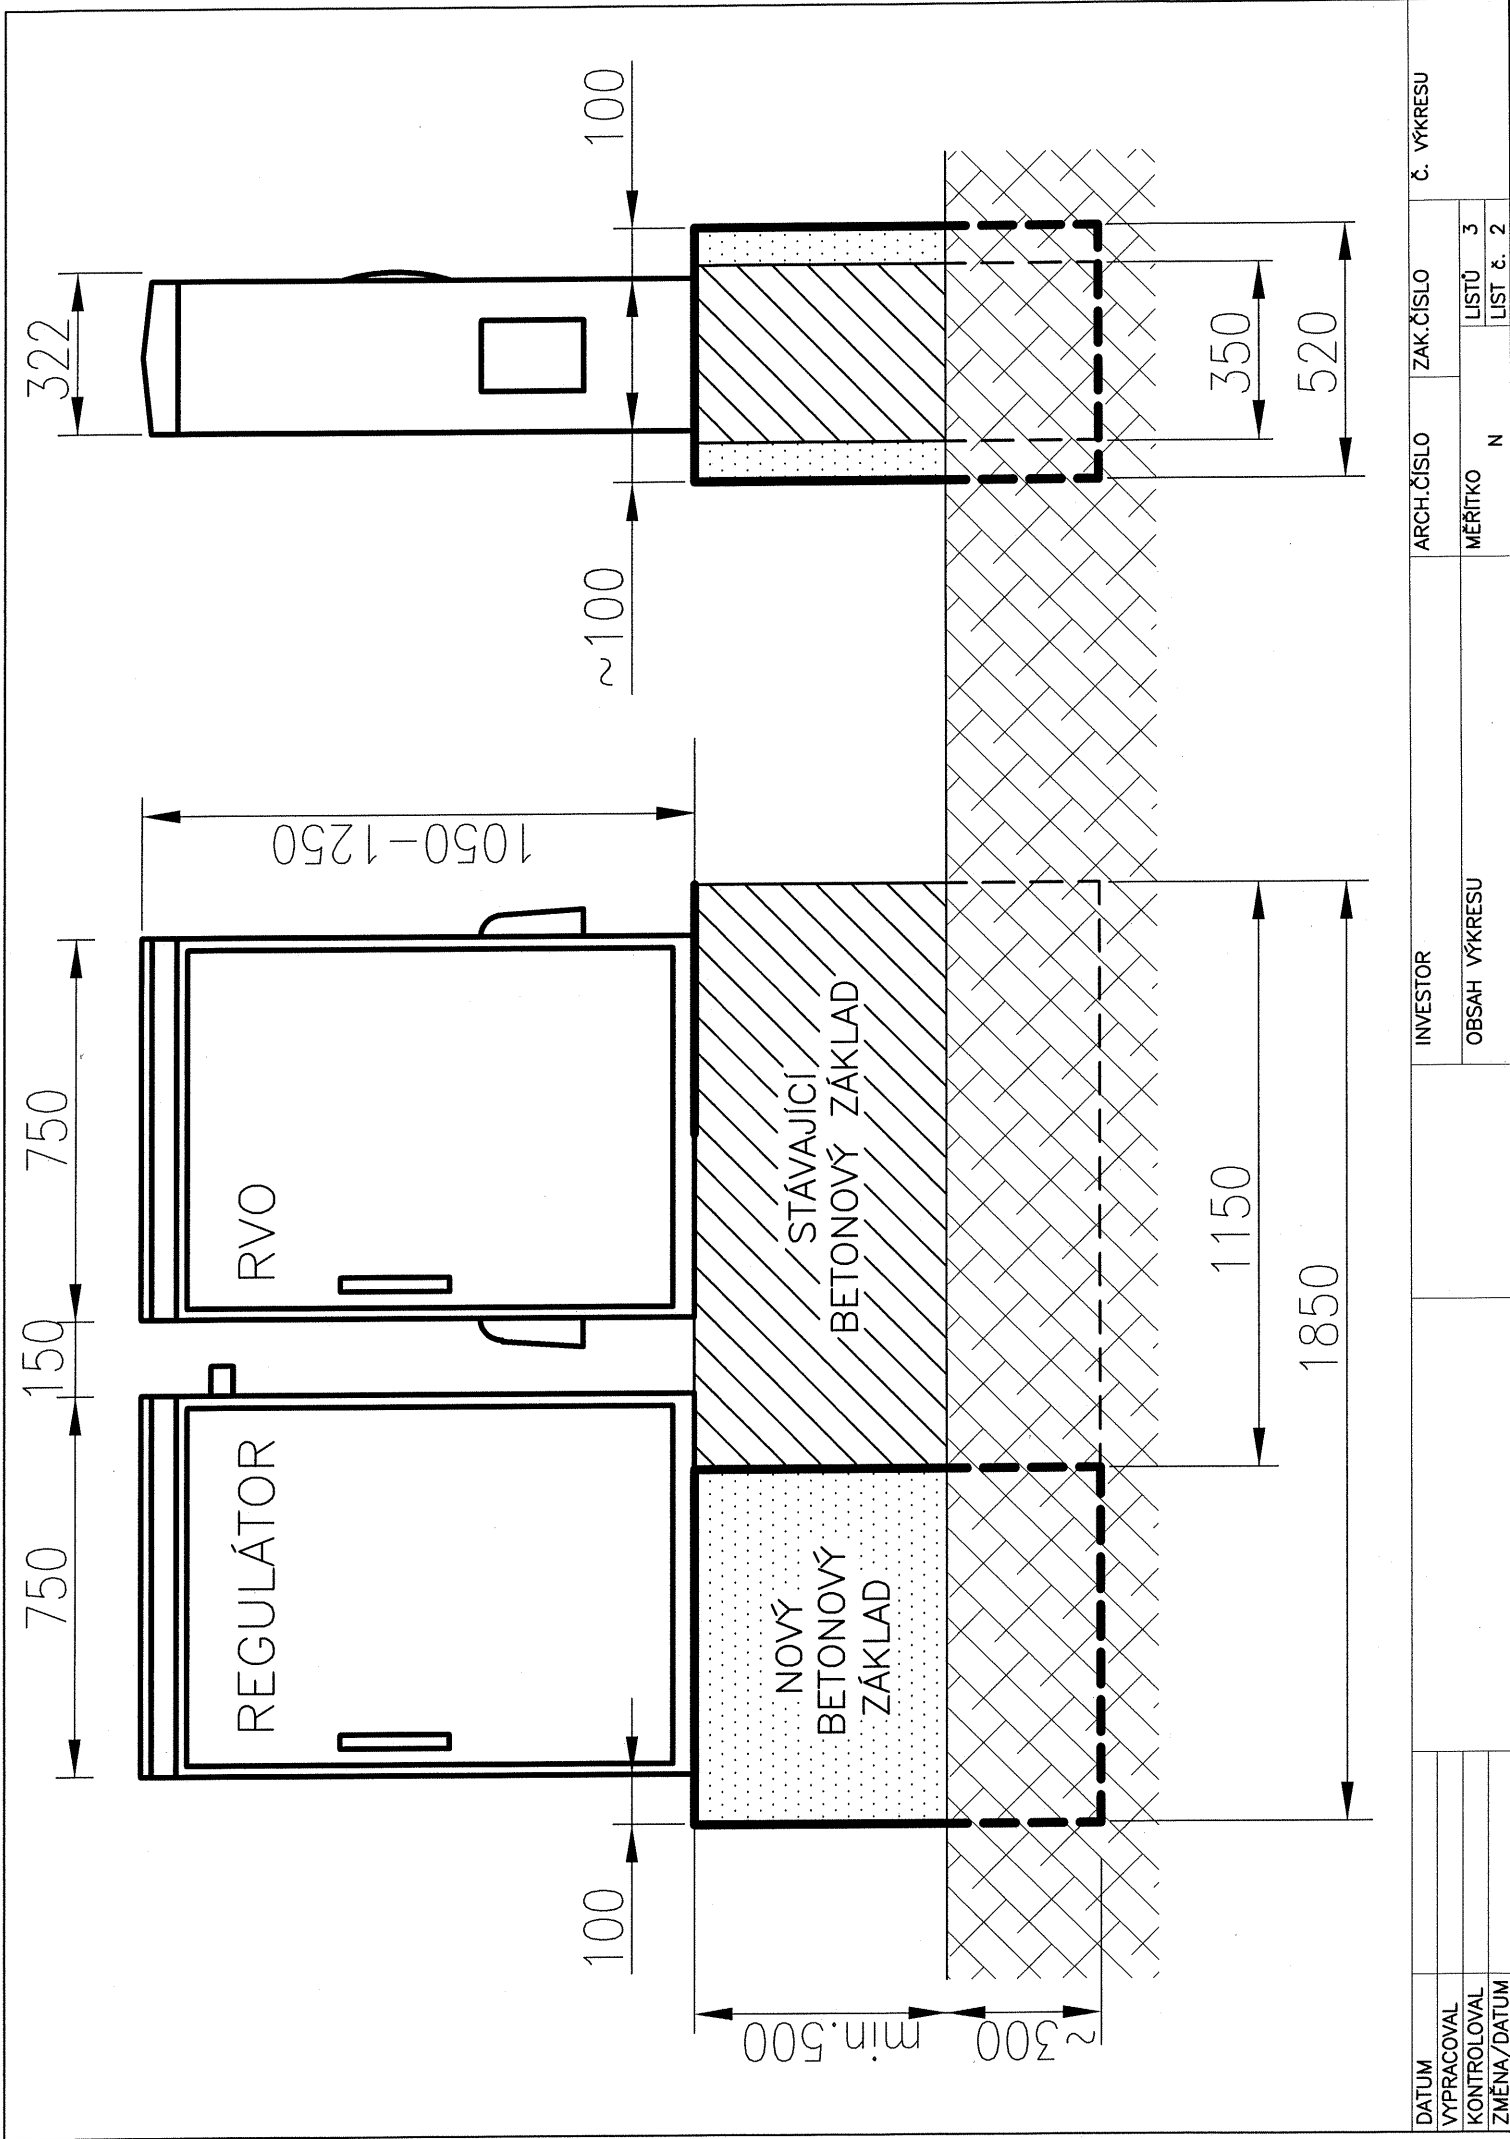 750
150
750
322
REGULÁTOR
RVO
1050-1250
100
~100
100
NOVÝ
BETONOVÝ
ZÁKLAD
STÁVAJÍCÍ
BETONOVÝ ZÁKLAD
min.500
~300
1150
350
1850
520
DATUM
VYPRACOVAL
KONTROLOVAL
ZMĚNA/DATUM
INVESTOR
OBSAH VÝKRESU
ARCH.ČÍSLO
ZAK.ČÍSLO
Č. VÝKRESU
MĚŘÍTKO
N
LISTŮ 3
LIST č. 2